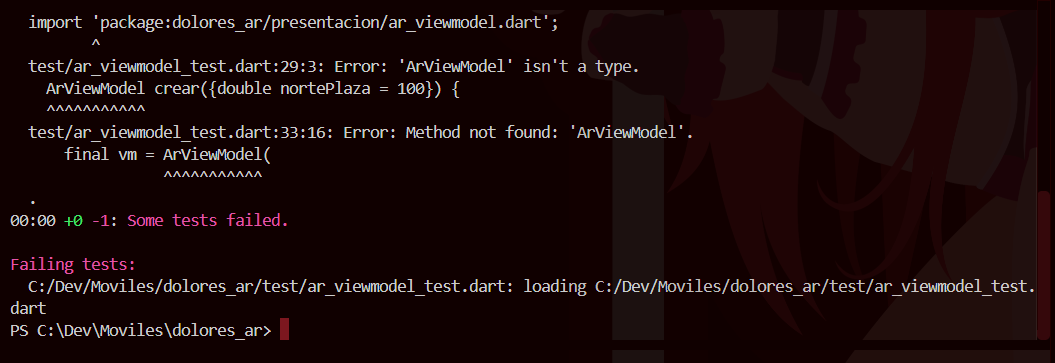 import 'package:dolores_ar/presentacion/ar_viewmodel.dart';
^
test/ar_viewmodel_test.dart:29:3: Error: 'ArViewModel' isn't a type.
ArViewModel crear({double nortePlaza = 100}) {
^^^^^^^^^^^
test/ar_viewmodel_test.dart:33:16: Error: Method not found: 'ArViewModel'.
final vm = ArViewModel(
^^^^^^^^^^^
.
00:00 +0 -1: Some tests failed.
Failing tests:
C:/Dev/Moviles/dolores_ar/test/ar_viewmodel_test.dart: loading C:/Dev/Moviles/dolores_ar/test/ar_viewmodel_test.
dart
PS C:\Dev\Moviles\dolores_ar>